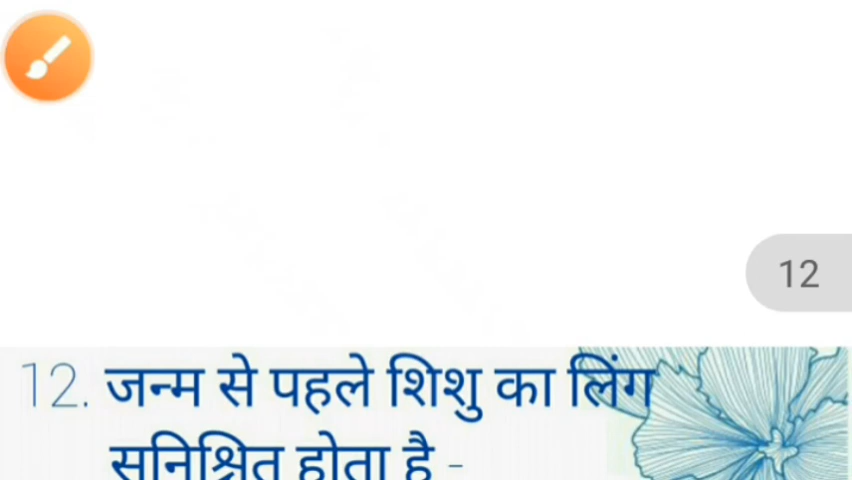 12
12. जन्म से पहले शिशु का लिंग
सुनिश्चित होता है -